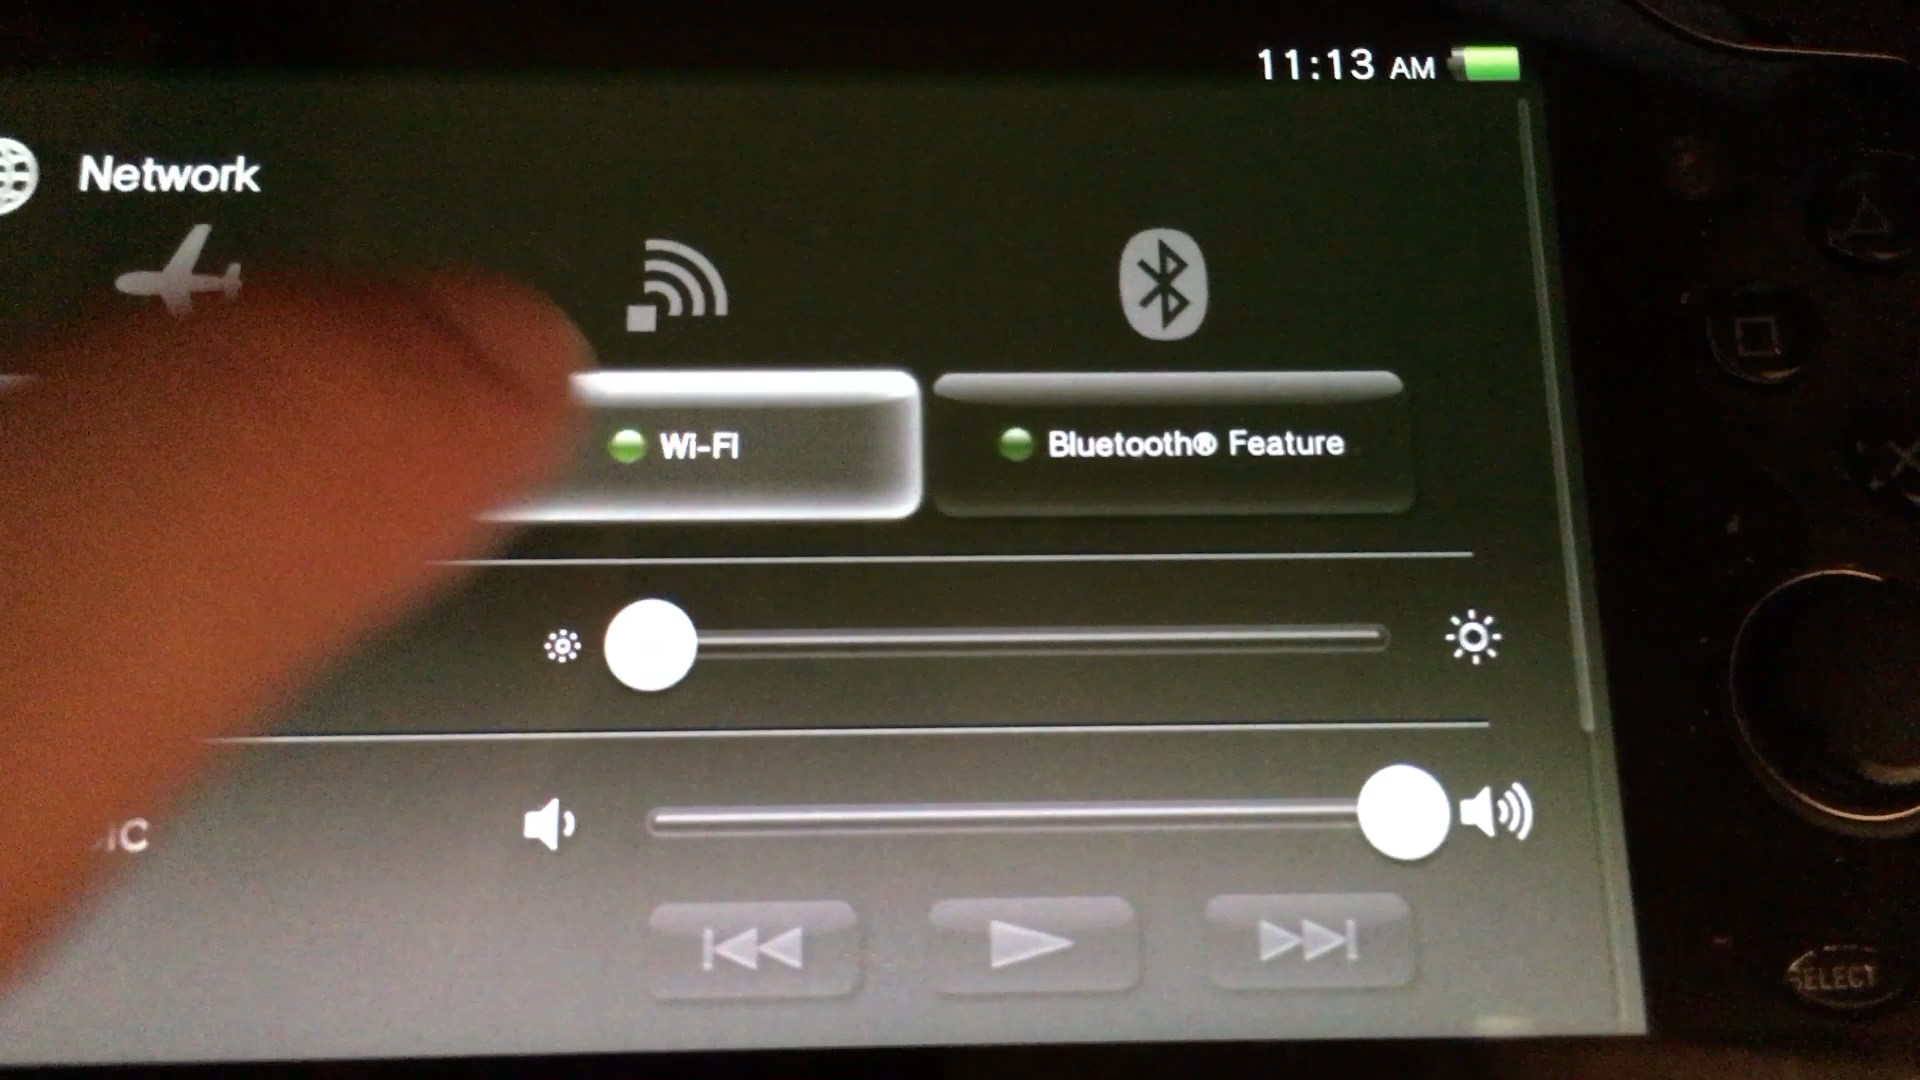 11:13 AM
Network
Wi-Fi
Bluetooth® Feature
SELECT